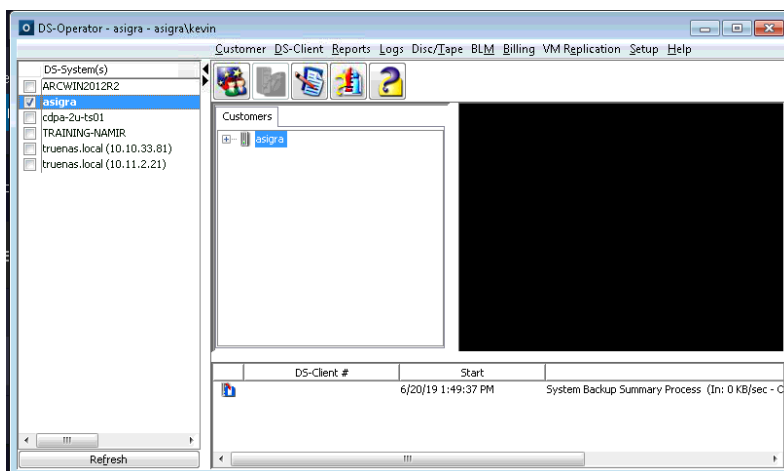 DS-Operator - asigra - asigra\kevin
Customer DS-Client Reports Logs Disc/Tape BLM Billing VM Replication Setup Help
DS-System(s)
ARCWIN2012R2
asigra
cdpa-2u-ts01
TRAINING-NAMIR
truenas.local (10.10.33.81)
truenas.local (10.11.2.21)
Refresh
Customers
asigra
DS-Client # Start
6/20/19 1:49:37 PM System Backup Summary Process (In: 0 KB/sec -